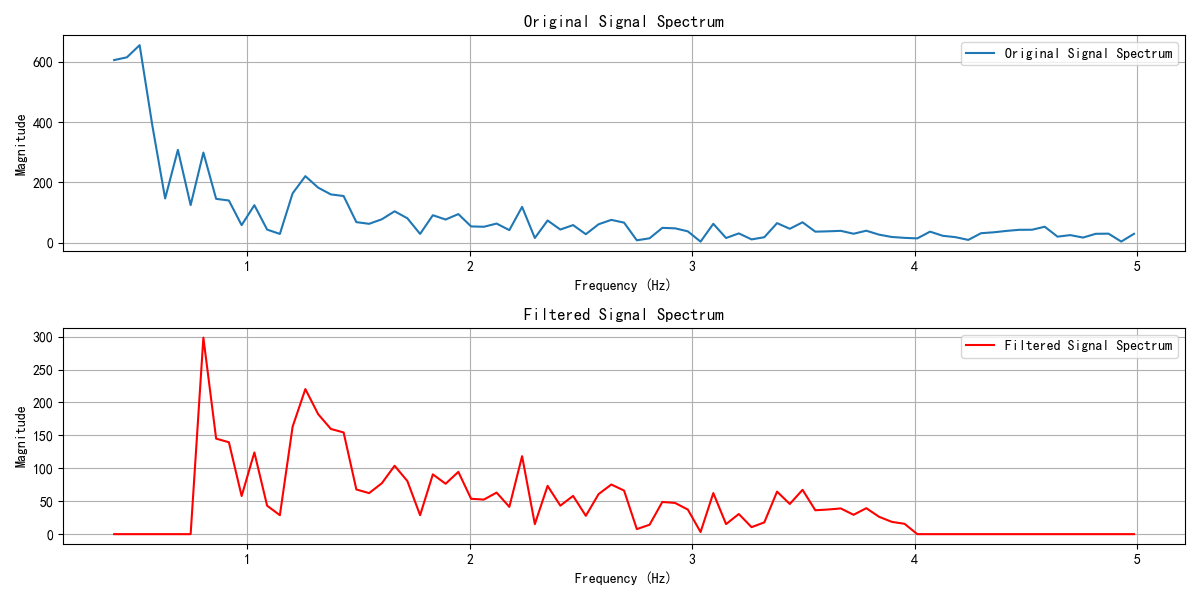 Original Signal Spectrum
Original Signal Spectrum
600
400
200
0
Magnitude
1 2 3 4 5
Frequency (Hz)
Filtered Signal Spectrum
Filtered Signal Spectrum
300
250
200
150
100
50
0
Magnitude
1 2 3 4 5
Frequency (Hz)